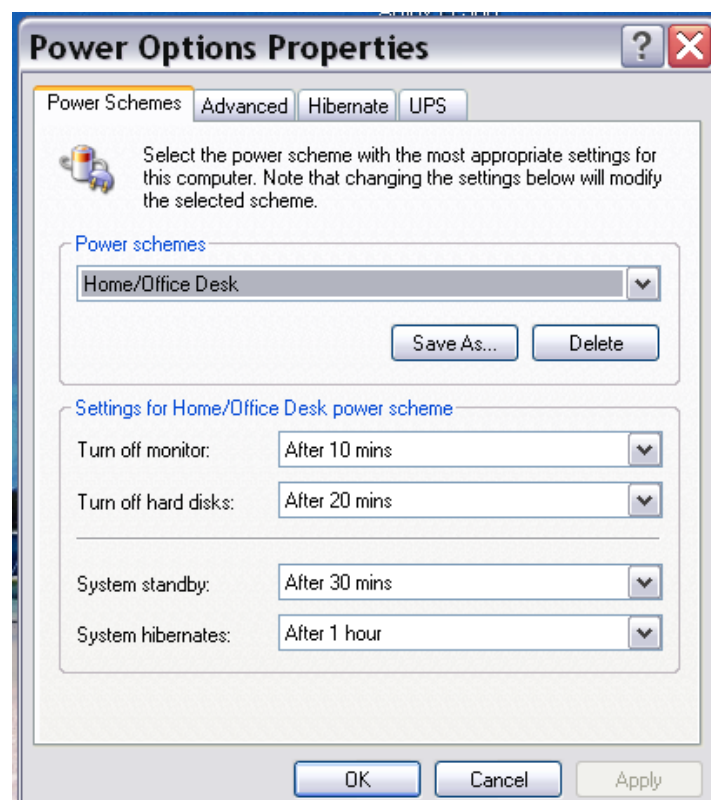 Power Options Properties
?
Power Schemes Advanced Hibernate UPS
Select the power scheme with the most appropriate settings for
this computer. Note that changing the settings below will modify
the selected scheme.
Power schemes
Home/Office Desk
Save As... Delete
Settings for Home/Office Desk power scheme
Turn off monitor: After 10 mins
Turn off hard disks: After 20 mins
System standby: After 30 mins
System hibernates: After 1 hour
OK Cancel Apply